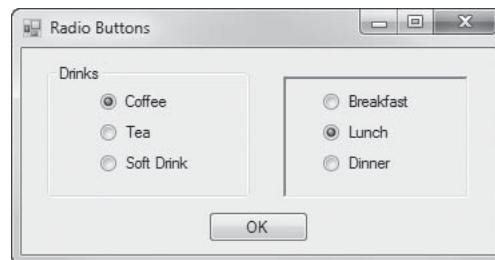 Radio Buttons
Drinks
Coffee
Tea
Soft Drink
Breakfast
Lunch
Dinner
OK